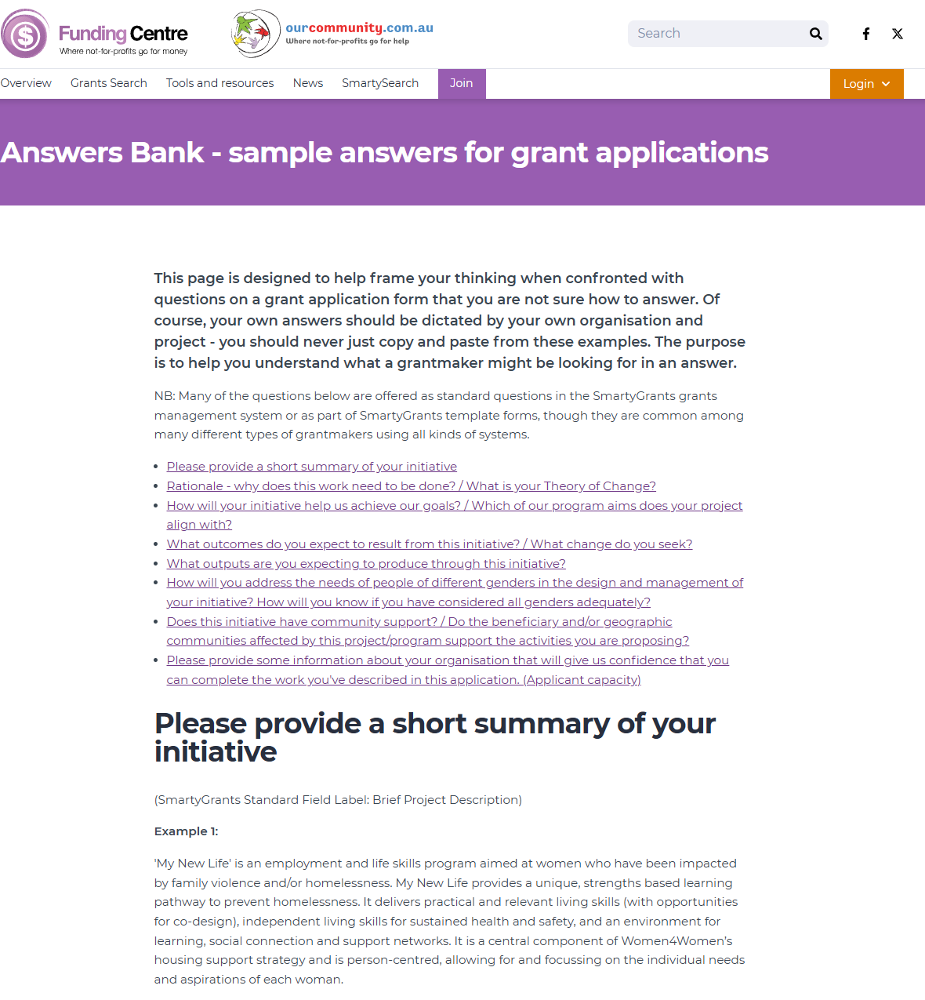 Funding Centre
Where not-for-profits go for money
ourcommunity.com.au
Where not-for-profits go for help
Search
Overview
Grants Search
Tools and resources
News
SmartySearch
Join
Login
Answers Bank - sample answers for grant applications
This page is designed to help frame your thinking when confronted with
questions on a grant application form that you are not sure how to answer. Of
course, your own answers should be dictated by your own organisation and
project - you should never just copy and paste from these examples. The purpose
is to help you understand what a grantmaker might be looking for in an answer.
NB: Many of the questions below are offered as standard questions in the SmartyGrants grants
management system or as part of SmartyGrants template forms, though they are common among
many different types of grantmakers using all kinds of systems.
Please provide a short summary of your initiative
Rationale - why does this work need to be done? / What is your Theory of Change?
How will your initiative help us achieve our goals? / Which of our program aims does your project
align with?
What outcomes do you expect to result from this initiative? / What change do you seek?
What outputs are you expecting to produce through this initiative?
How will you address the needs of people of different genders in the design and management of
your initiative? How will you know if you have considered all genders adequately?
Does this initiative have community support? / Do the beneficiary and/or geographic
communities affected by this project/program support the activities you are proposing?
Please provide some information about your organisation that will give us confidence that you
can complete the work you've described in this application. (Applicant capacity)
Please provide a short summary of your
initiative
(SmartyGrants Standard Field Label: Brief Project Description)
Example 1:
'My New Life' is an employment and life skills program aimed at women who have been impacted
by family violence and/or homelessness. My New Life provides a unique, strengths based learning
pathway to prevent homelessness. It delivers practical and relevant living skills (with opportunities
for co-design), independent living skills for sustained health and safety, and an environment for
learning, social connection and support networks. It is a central component of Women4Women's
housing support strategy and is person-centred, allowing for and focussing on the individual needs
and aspirations of each woman.